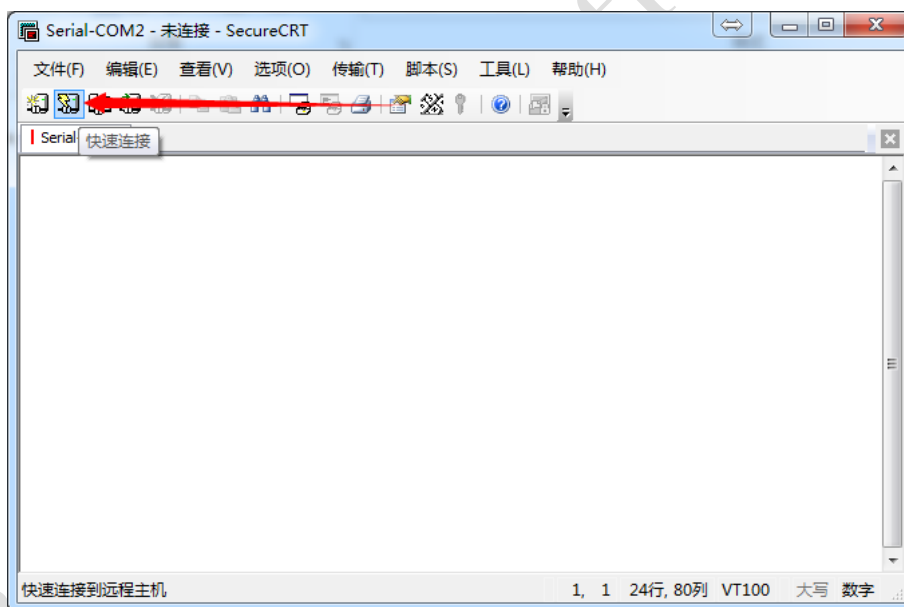 Serial-COM2 - 未连接 - SecureCRT
文件(F) 编辑(E) 查看(V) 选项(O) 传输(T) 脚本(S) 工具(L) 帮助(H)
Serial-
快速连接
快速连接到远程主机
1, 1 24行, 80列 VT100 大写 数字